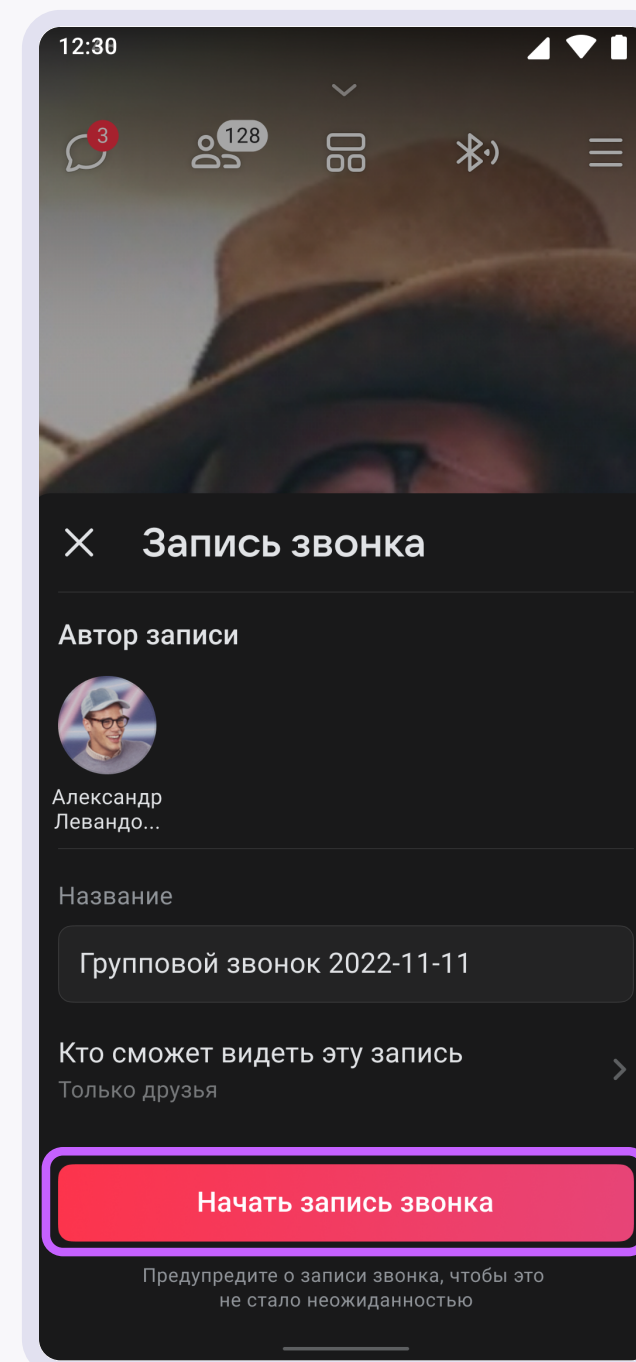 12:30
3
128
Запись звонка
Автор записи
Александр
Левандо...
Название
Групповой звонок 2022-11-11
Кто сможет видеть эту запись
Только друзья
Начать запись звонка
Предупредите о записи звонка, чтобы это
не стало неожиданностью